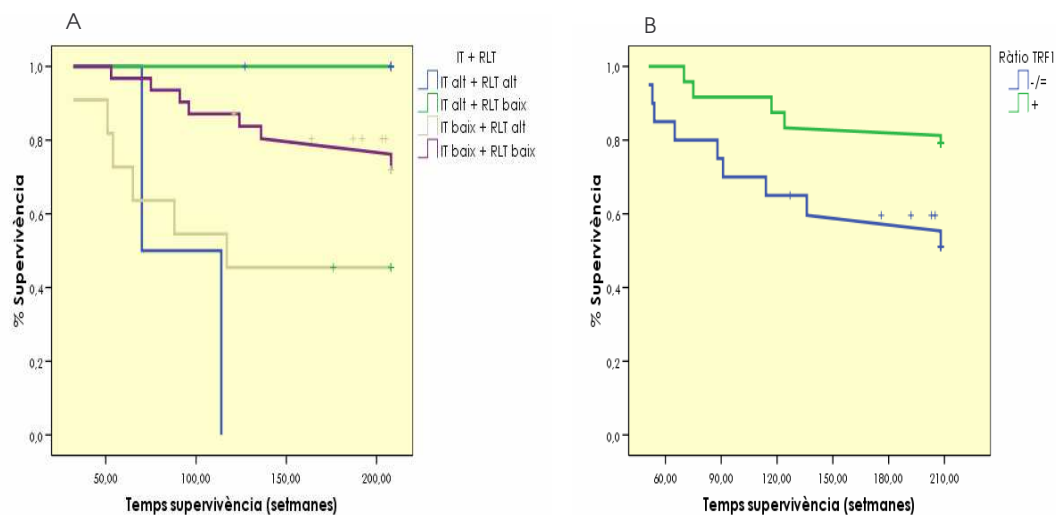 A
IT + RLT
IT alt + RLT alt
IT alt + RLT baix
IT baix + RLT alt
IT baix + RLT baix
% Supervivència
1,0
0,8
0,6
0,4
0,2
0,0
50,00 100,00 150,00 200,00
Temps supervivència (setmanes)
B
Ràtio TRF1
-/=
+
% Supervivència
1,0
0,8
0,6
0,4
0,2
0,0
60,00 90,00 120,00 150,00 180,00 210,00
Temps supervivència (setmanes)